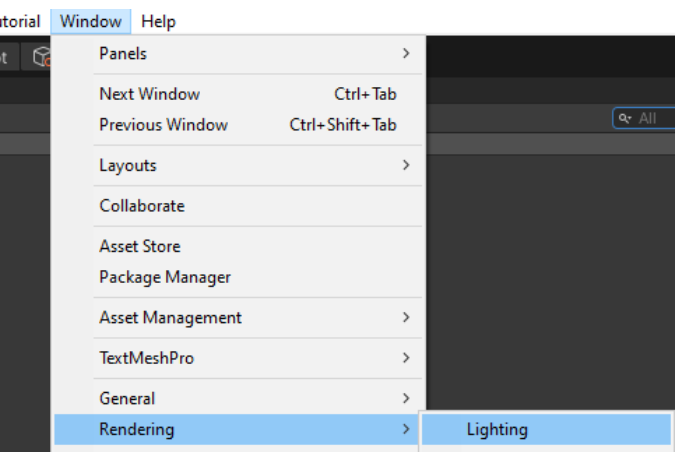 Window Help
Panels
Next Window Ctrl+Tab
Previous Window Ctrl+Shift+Tab
All
Layouts
Collaborate
Asset Store
Package Manager
Asset Management
TextMeshPro
General
Rendering Lighting